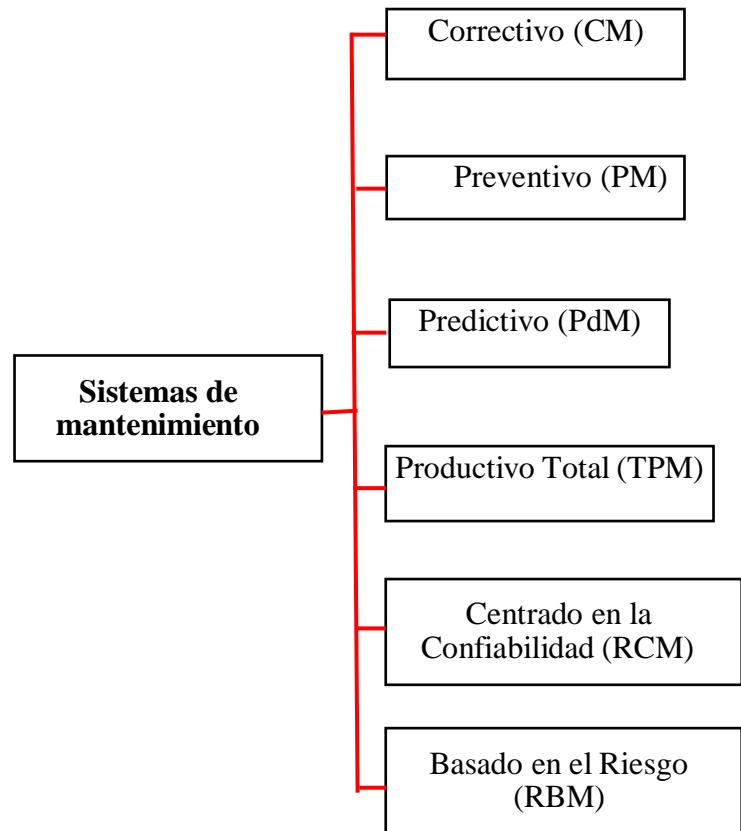 Correctivo (CM)
Preventivo (PM)
Predictivo (PdM)
Sistemas de
mantenimiento
Productivo Total (TPM)
Centrado en la
Confiabilidad (RCM)
Basado en el Riesgo
(RBM)